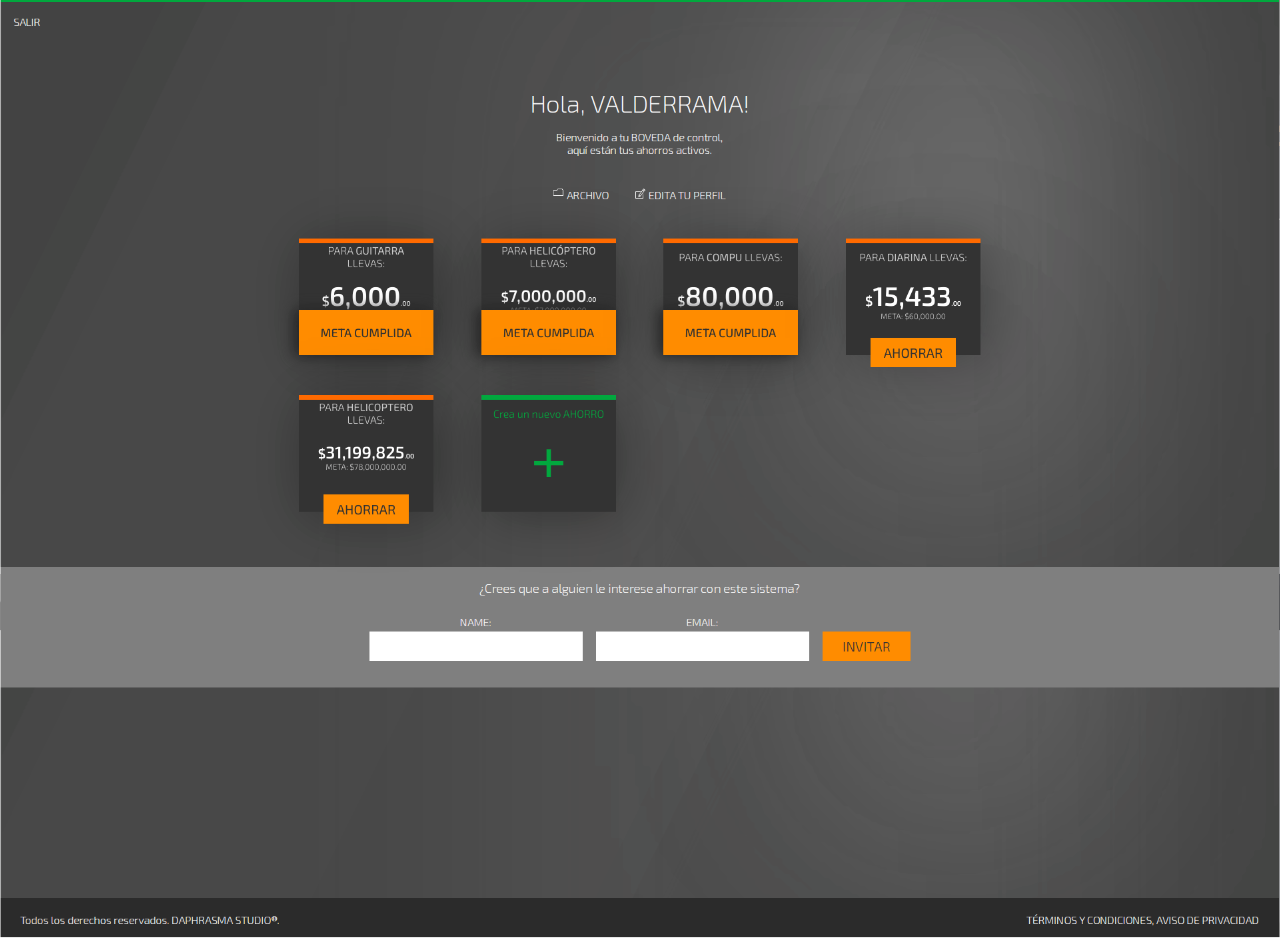 SALIR
Hola, VALDERRAMA!
Bienvenido a tu BOVEDA de control,
aquí están tus ahorros activos.
ARCHIVO
EDITA TU PERFIL
PARA GUITARRA
LLEVAS:
$6,000.00
META CUMPLIDA
PARA HELICÓPTERO
LLEVAS:
$7,000,000.00
META CUMPLIDA
PARA COMPU LLEVAS:
$80,000.00
META CUMPLIDA
PARA DIARINA LLEVAS:
$15,433.00
META: $60,000.00
AHORRAR
PARA HELICOPTERO
LLEVAS:
$31,199,825.00
META: $78,000,000.00
AHORRAR
Crea un nuevo AHORRO
+
¿Crees que a alguien le interese ahorrar con este sistema?
NAME:
EMAIL:
INVITAR
Todos los derechos reservados. DAPHRASMA STUDIO®.
TÉRMINOS Y CONDICIONES, AVISO DE PRIVACIDAD